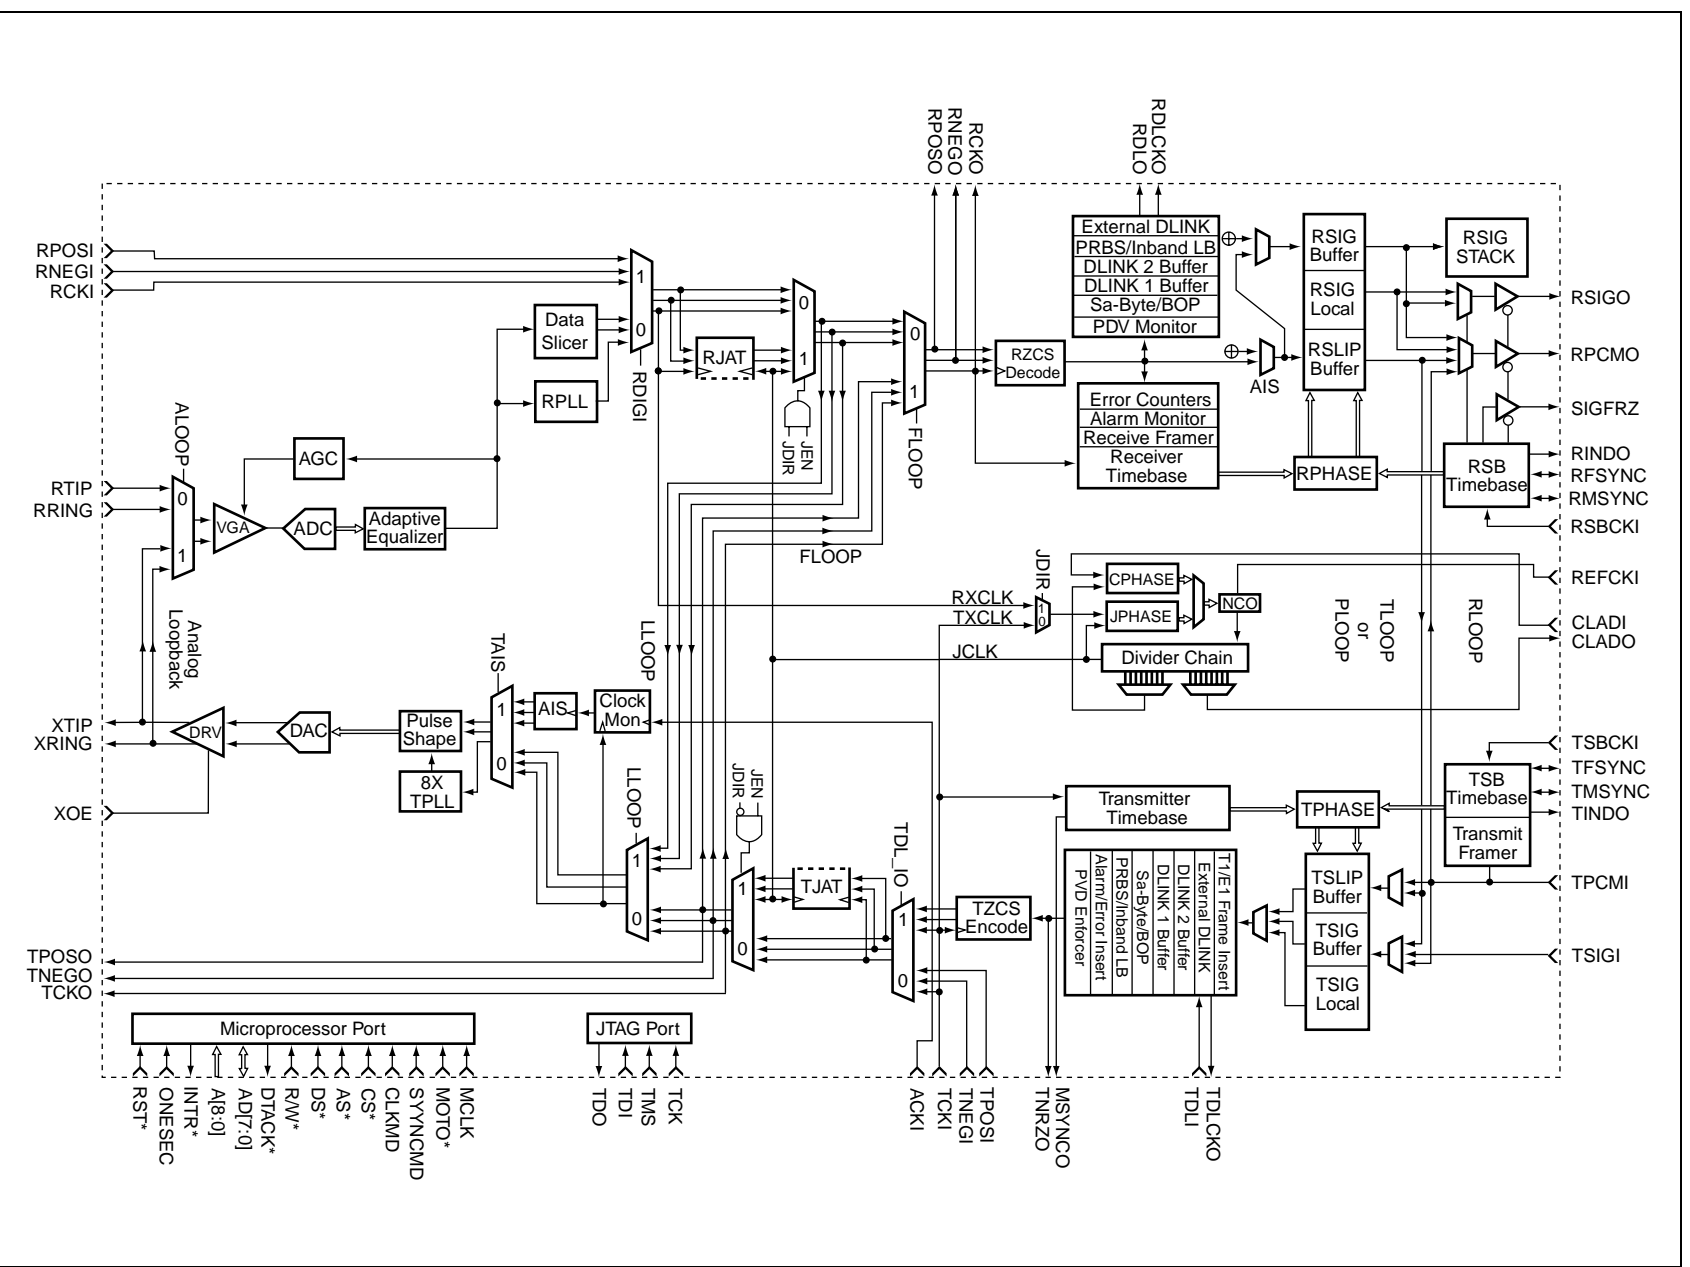 RDLCKO
RDLO
RCKO
RNEGO
RPOSO
RPOSI
RNEGI
RCKI
1
0
RDIGI
Data
Slicer
RPLL
RJAT
0
1
JEN
JDIR
0
1
FLOOP
RZCS
Decode
External DLINK
PRBS/Inband LB
DLINK 2 Buffer
DLINK 1 Buffer
Sa-Byte/BOP
PDV Monitor
Error Counters
Alarm Monitor
Receive Framer
Receiver
Timebase
AIS
RSIG
Buffer
RSIG
Local
RSLIP
Buffer
RSIG
STACK
RSIGO
RPCMO
SIGFRZ
RPHASE
RSB
Timebase
RINDO
RFSYNC
RMSYNC
RSBCKI
ALOOP
AGC
RTIP
RRING
0
1
VGA
ADC
Adaptive
Equalizer
FLOOP
Analog
Loopback
RXCLK
TXCLK
JCLK
JDIR
1
0
CPHASE
JPHASE
NCO
Divider Chain
REFCKI
CLADI
CLADO
PLOOP
or
TLOOP
RLOOP
LLOOP
TAIS
1
0
AIS
Clock
Mon
XTIP
XRING
XOE
DRV
DAC
Pulse
Shape
8X
TPLL
LLOOP
1
0
JEN
JDIR
1
0
TJAT
TDL_IO
1
0
TZCS
Encode
Transmitter
Timebase
TPHASE
TSB
Timebase
Transmit
Framer
TSBCKI
TFSYNC
TMSYNC
TINDO
TPCMI
TSIGI
T1/E1 Frame Insert
External DLINK
DLINK 2 Buffer
DLINK 1 Buffer
Sa-Byte/BOP
PRBS/Inband LB
Alarm/Error Insert
PVD Enforcer
TSLIP
Buffer
TSIG
Buffer
TSIG
Local
TPOSO
TNEGO
TCKO
Microprocessor Port
JTAG Port
RST*
ONESEC
INTR*
A[8:0]
AD[7:0]
DTACK*
R/W*
DS*
AS*
CS*
CLKMD
SYYNCMD
MOTO*
MCLK
TDO
TDI
TMS
TCK
ACKI
TCKI
TNEGI
TPOSI
TNRZO
MSYNCO
TDLI
TDLCKO